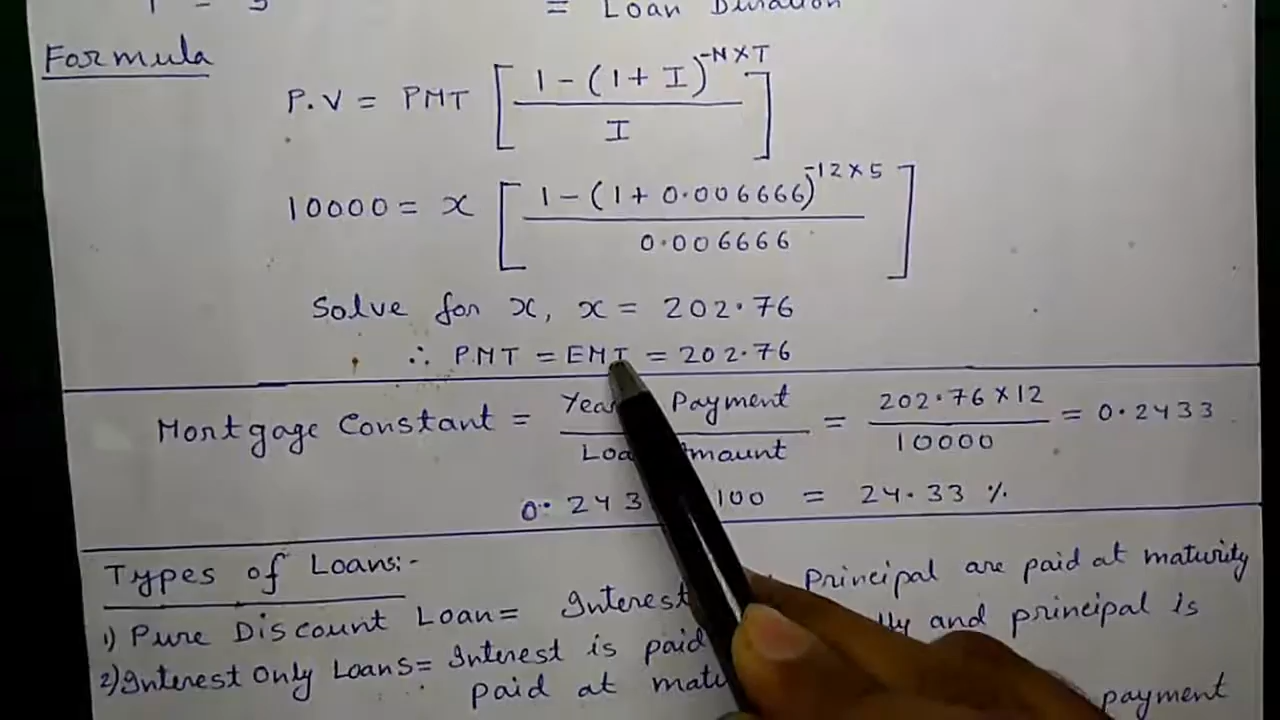 = Loan Duration
Formula
P.V = PMT [ 1 - (1 + I)^-N×T / I ]
10000 = x [ 1 - (1 + 0.006666)^-12×5 / 0.006666 ]
Solve for x, x = 202.76
∴ PMT = EMI = 202.76
Mortgage Constant = Payment / Loan Amount = 202.76 × 12 / 10000 = 0.2433
0.243 100 = 24.33 %
Types of Loans:-
1) Pure Discount Loan = Interest Principal are paid at maturity
2) Interest Only Loans = Interest is paid and principal is
paid at payment